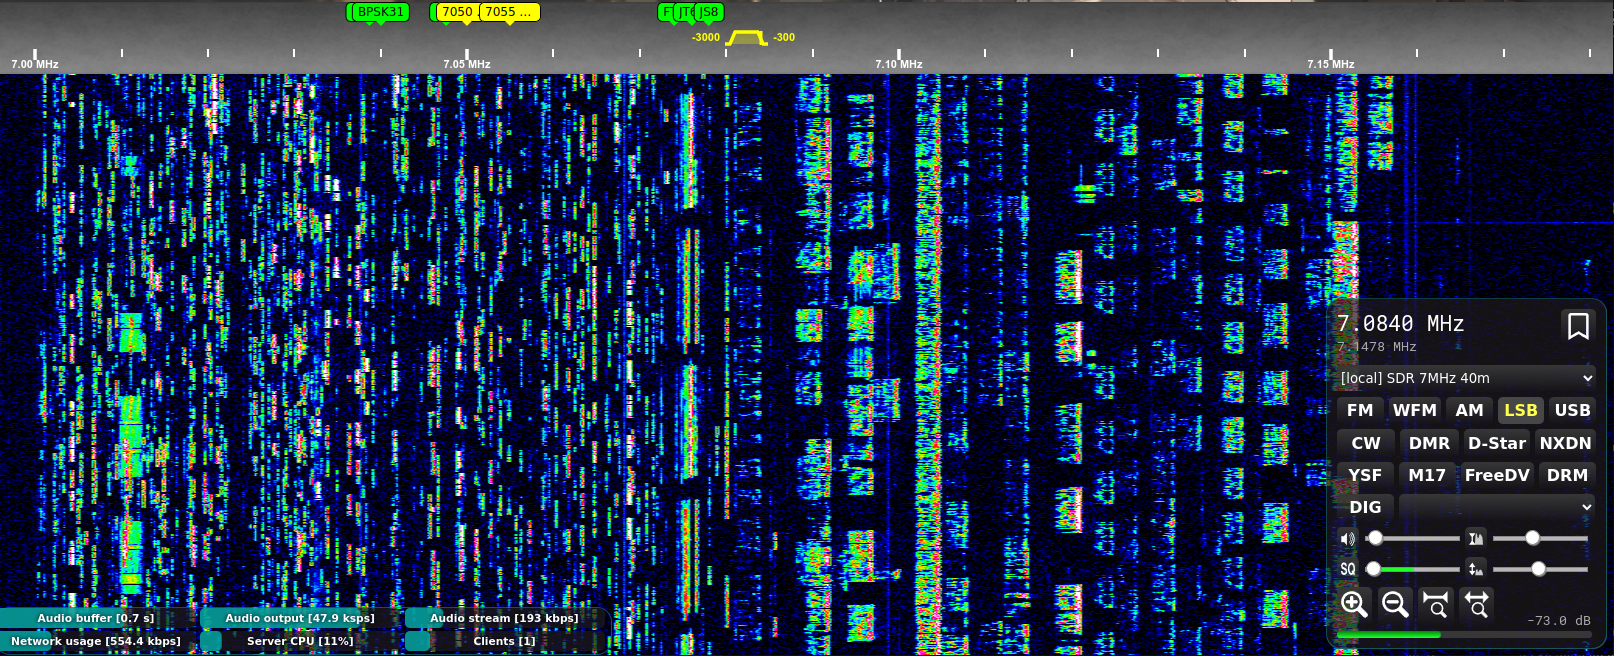 BPSK31 7050 7055 ... FT JT6 JS8
-3000 -300
7.00 MHz 7.05 MHz 7.10 MHz 7.15 MHz
7.0840 MHz
7.1478 MHz
[local] SDR 7MHz 40m
FM WFM AM LSB USB
CW DMR D-Star NXDN
YSF M17 FreeDV DRM
DIG
SQ
-73.0 dB
Audio buffer [0.7 s] Audio output [47.9 ksps] Audio stream [193 kbps]
Network usage [554.4 kbps] Server CPU [11%] Clients [1]